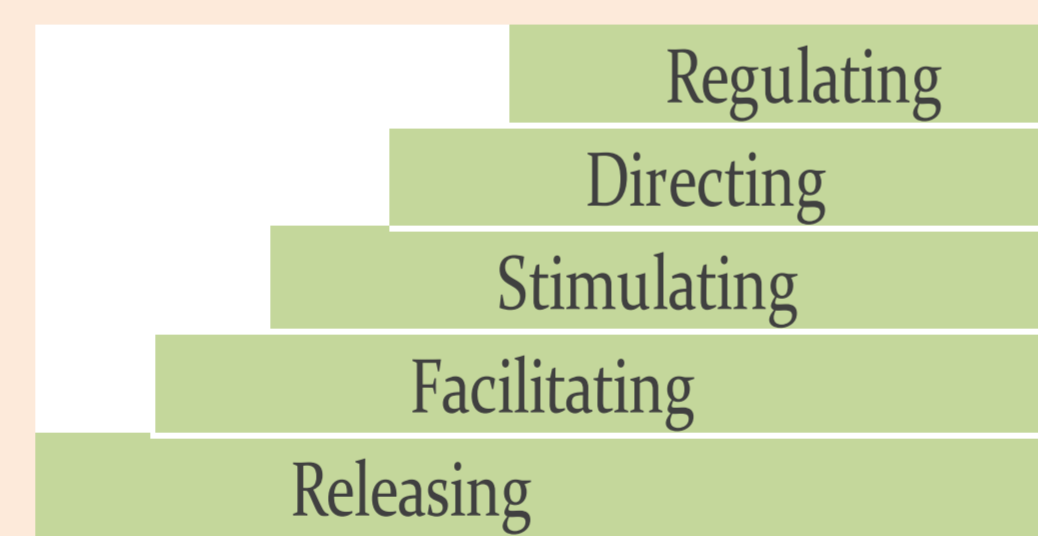 Regulating
Directing
Stimulating
Facilitating
Releasing